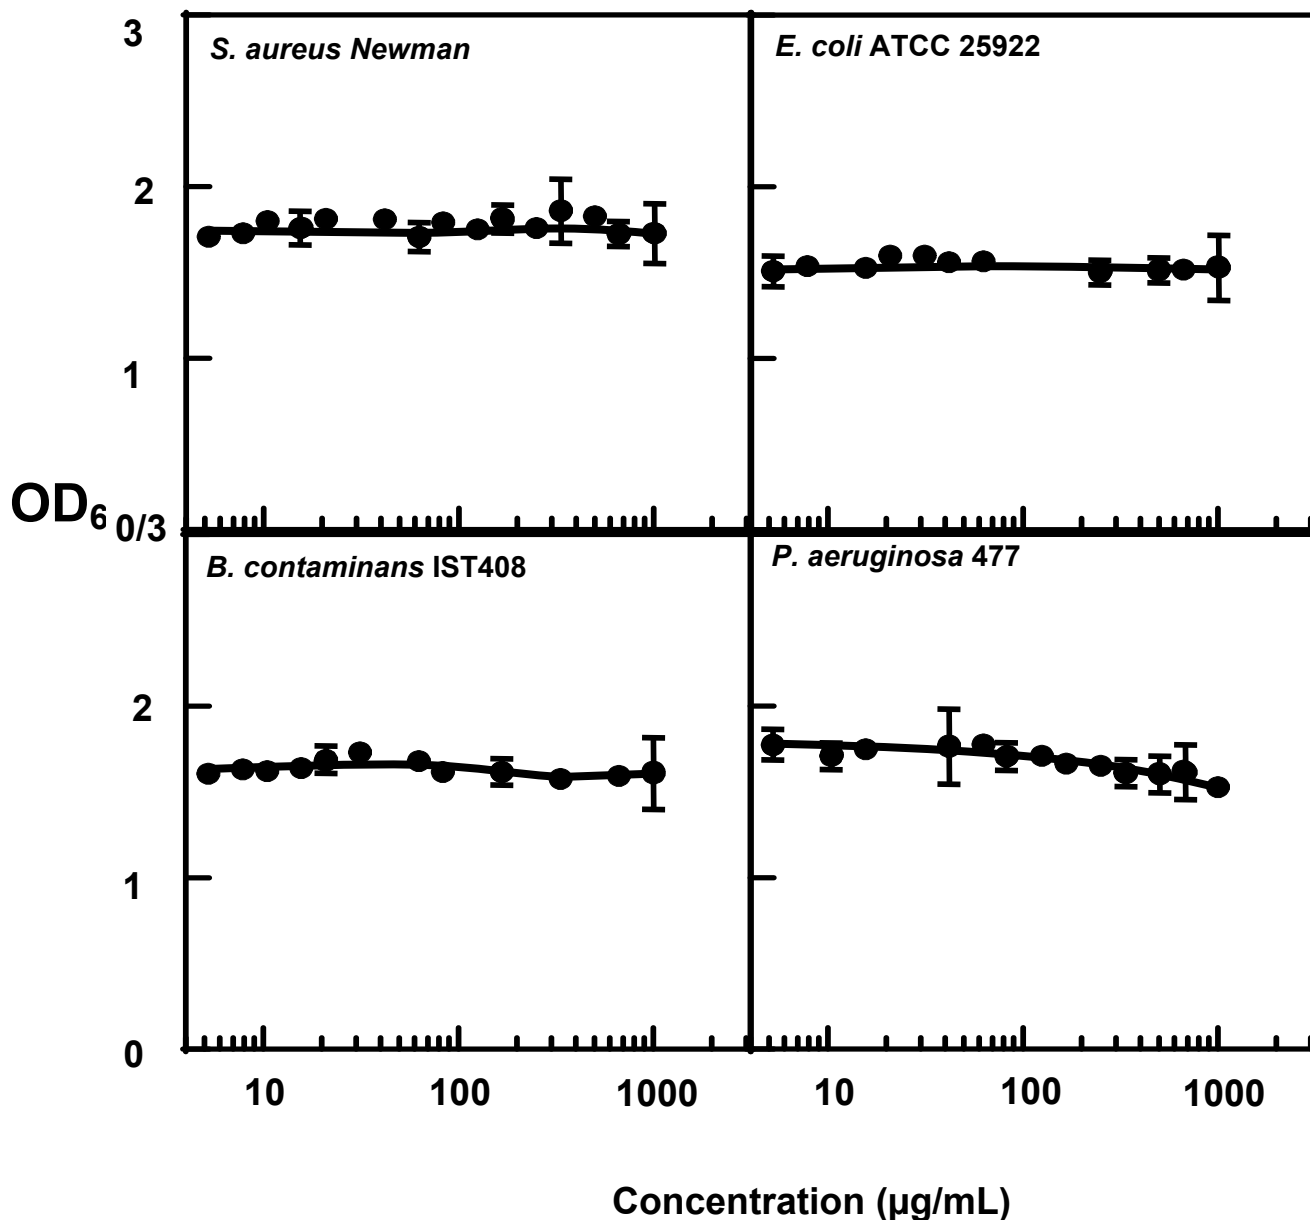 3
S. aureus Newman
E. coli ATCC 25922
2
1
OD6
0/3
B. contaminans IST408
P. aeruginosa 477
2
1
0
10 100 1000 10 100 1000
Concentration (µg/mL)